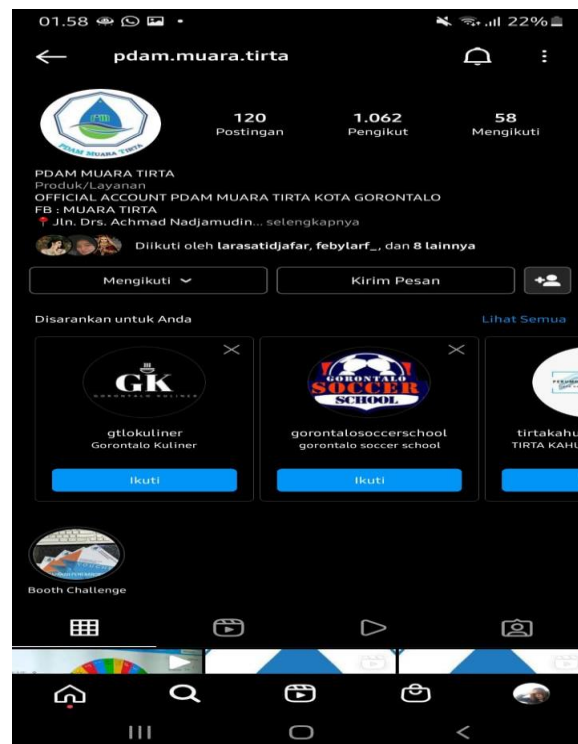 01.58
22%
pdam.muara.tirta
PDAM MUARA TIRTA
120 1.062 58
Postingan Pengikut Mengikuti
PDAM MUARA TIRTA
Produk/Layanan
OFFICIAL ACCOUNT PDAM MUARA TIRTA KOTA GORONTALO
FB : MUARA TIRTA
Jln. Drs. Achmad Nadjamudin... selengkapnya
Diikuti oleh larasatidjafar, febylarf_, dan 8 lainnya
Mengikuti Kirim Pesan
Disarankan untuk Anda Lihat Semua
GK
GORONTALO KULINER
GORONTALO
SOCCER
SCHOOL
gtlokuliner gorontalosoccerschool tirtakahu
Gorontalo Kuliner gorontalo soccer school TIRTA KAHU
Ikuti Ikuti
Booth Challenge